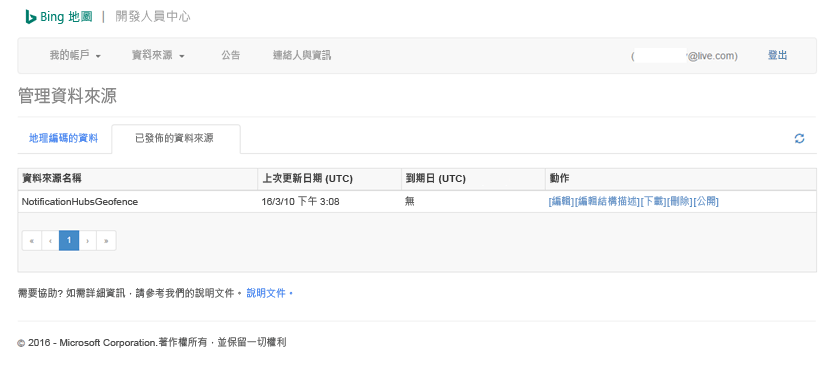 Bing 地圖 | 開發人員中心
我的帳戶 資料來源 公告 連絡人與資訊 ( @live.com) 登出
管理資料來源
地理編碼的資料 已發佈的資料來源
資料來源名稱 上次更新日期 (UTC) 到期日 (UTC) 動作
NotificationHubsGeofence 16/3/10 下午 3:08 無 [編輯][編輯結構描述][下載][刪除][公開]
« ‹ 1 › »
需要協助? 如需詳細資訊，請參考我們的說明文件。 說明文件。
© 2016 - Microsoft Corporation.著作權所有，並保留一切權利